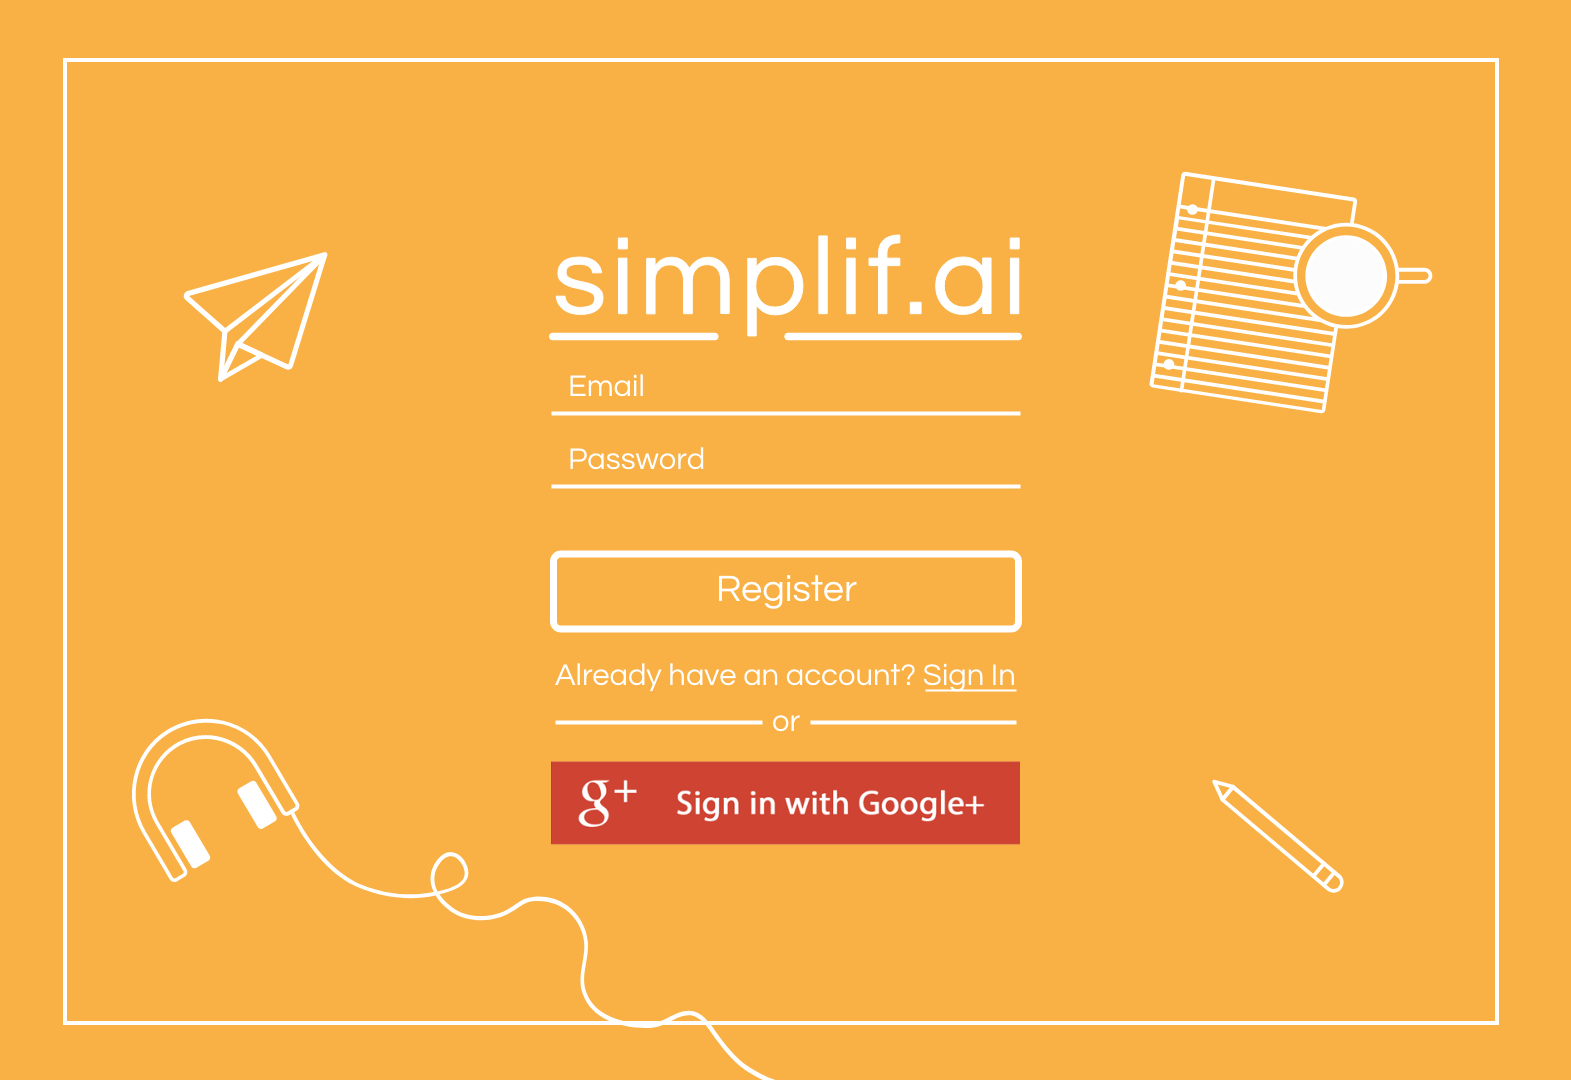 simplif.ai
Email
Password
Register
Already have an account? Sign In
or
g+ Sign in with Google+